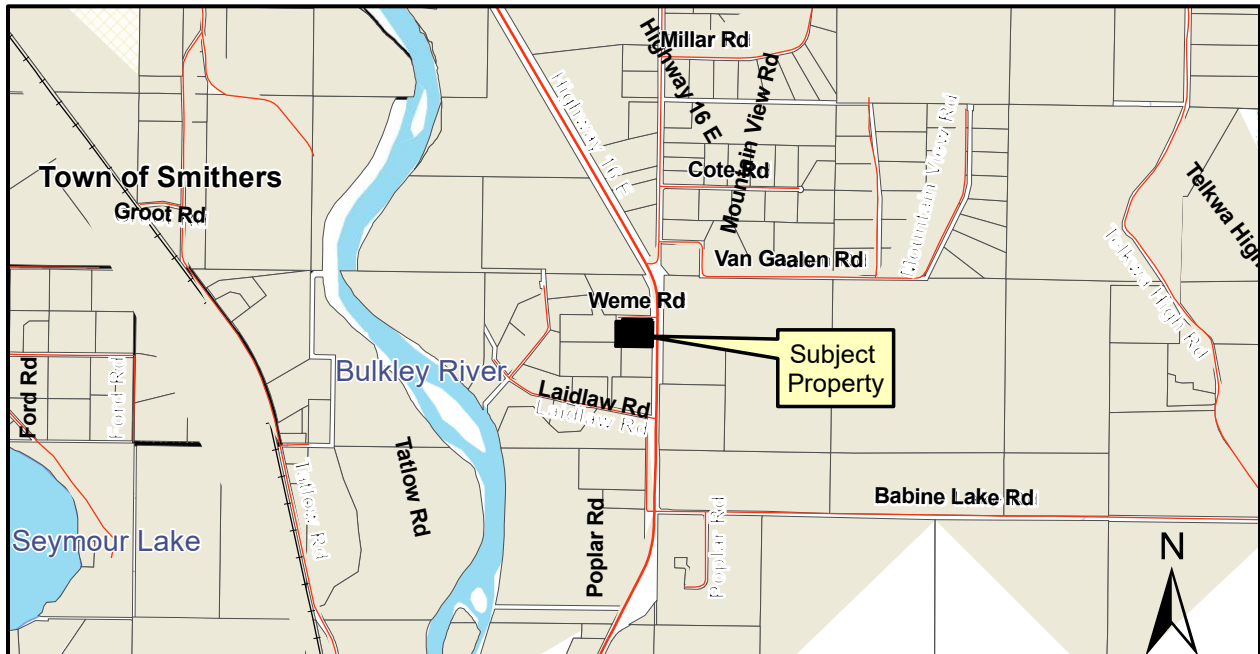 Millar Rd
Highway 16 E
Highway 16 E
Mountain View Rd
Mountain View Rd
Cote Rd
Town of Smithers
Groot Rd
Telkwa High
Telkwa High Rd
Van Gaalen Rd
Weme Rd
Subject
Property
Bulkley River
Ford Rd
Ford Rd
Laidlaw Rd
Laidlaw Rd
Tatlow Rd
Tatlow Rd
Babine Lake Rd
Poplar Rd
Poplar Rd
Seymour Lake
N